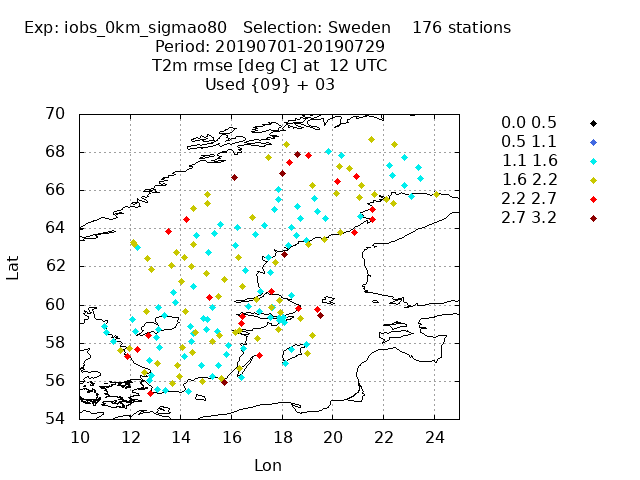 Exp: iobs_0km_sigmao80   Selection: Sweden    176 stations
Period: 20190701-20190729
T2m rmse [deg C] at  12 UTC
Used {09} + 03
70
68
66
64
62
60
58
56
54
10 12 14 16 18 20 22 24
Lat
Lon
0.0 0.5
0.5 1.1
1.1 1.6
1.6 2.2
2.2 2.7
2.7 3.2